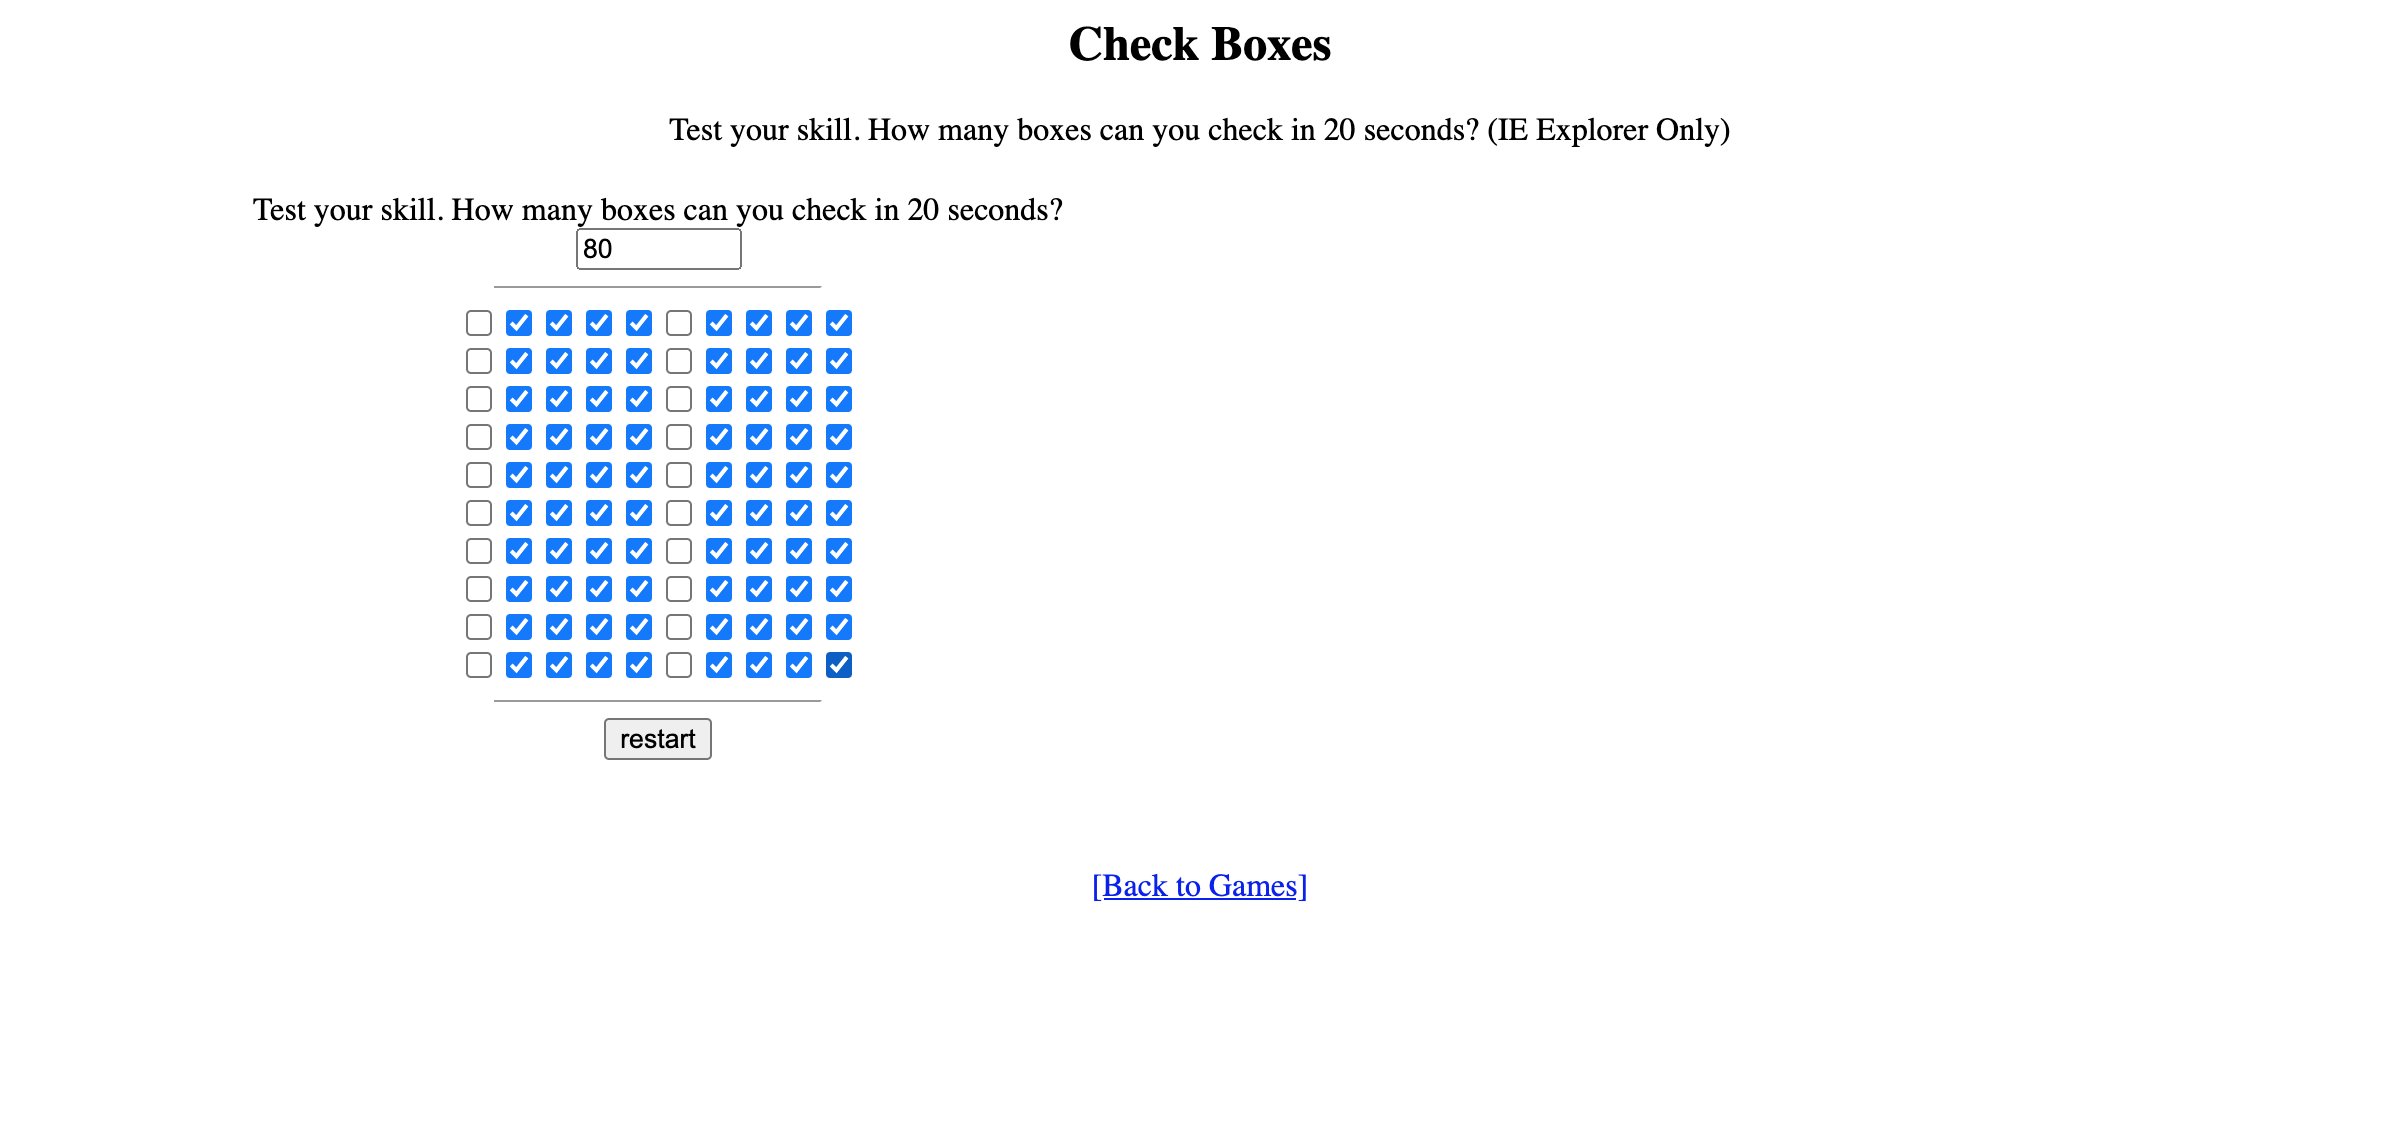 Check Boxes
Test your skill. How many boxes can you check in 20 seconds? (IE Explorer Only)
Test your skill. How many boxes can you check in 20 seconds?
80
restart
[Back to Games]